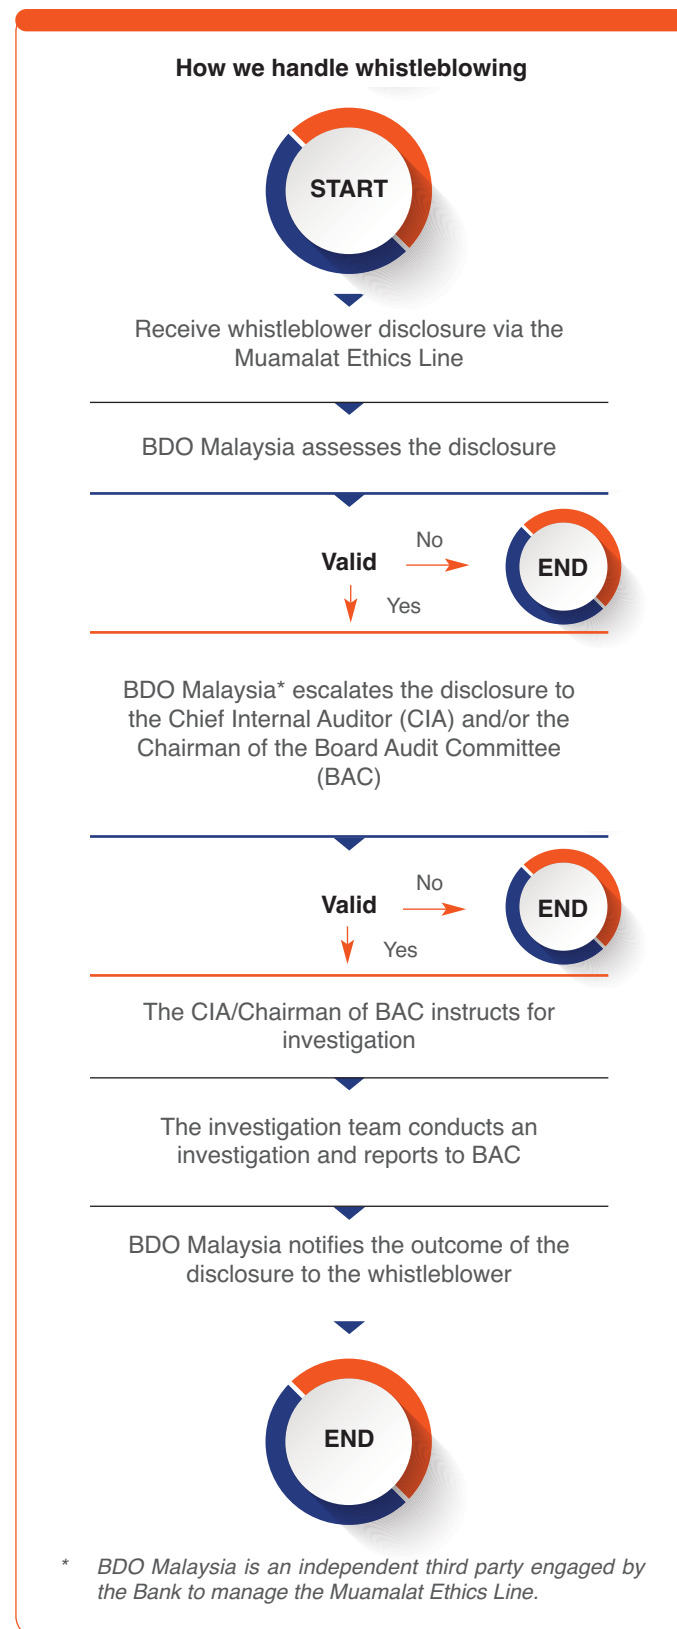 How we handle whistleblowing
START
Receive whistleblower disclosure via the
Muamalat Ethics Line
BDO Malaysia assesses the disclosure
No
Valid
END
Yes
BDO Malaysia* escalates the disclosure to
the Chief Internal Auditor (CIA) and/or the
Chairman of the Board Audit Committee
(BAC)
No
Valid
END
Yes
The CIA/Chairman of BAC instructs for
investigation
The investigation team conducts an
investigation and reports to BAC
BDO Malaysia notifies the outcome of the
disclosure to the whistleblower
END
* BDO Malaysia is an independent third party engaged by
the Bank to manage the Muamalat Ethics Line.